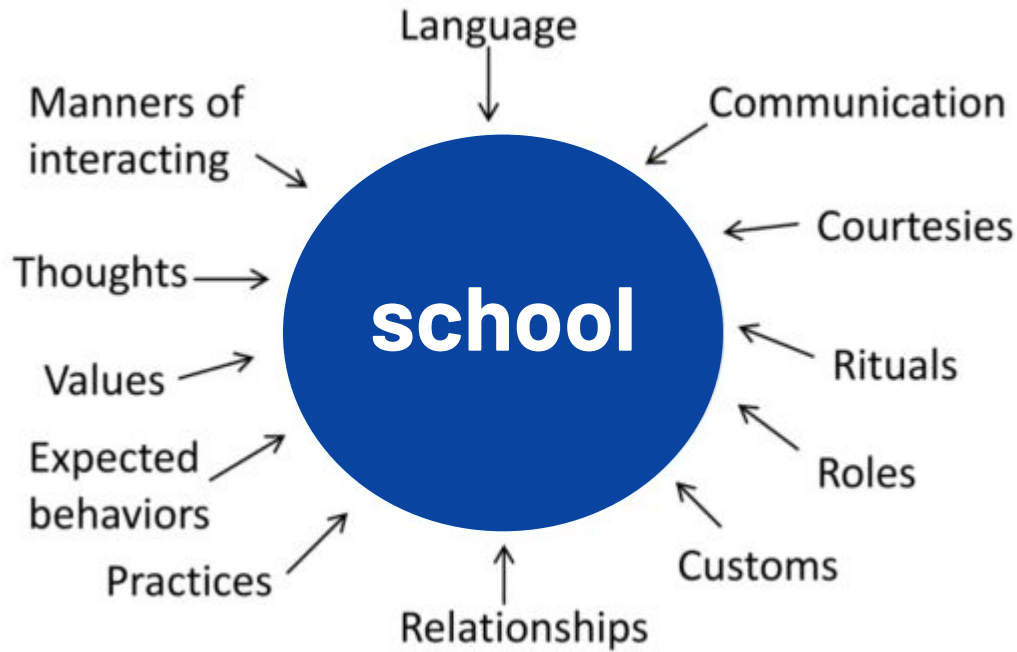 Language
Manners of
interacting
Communication
Courtesies
Thoughts
school
Values
Rituals
Expected
behaviors
Roles
Practices
Customs
Relationships